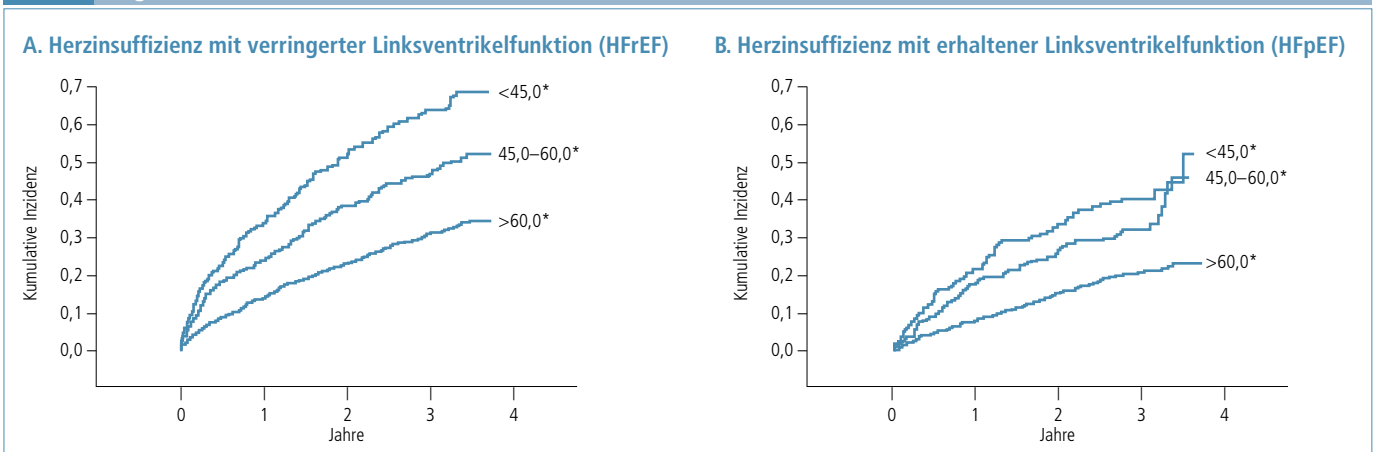 A. Herzinsuffizienz mit verringerter Linksventrikelfunktion (HFrEF)
Kumulative Inzidenz
0,7
0,6
0,5
0,4
0,3
0,2
0,1
0,0
<45,0*
45,0–60,0*
>60,0*
0 1 2 3 4
Jahre
B. Herzinsuffizienz mit erhaltener Linksventrikelfunktion (HFpEF)
Kumulative Inzidenz
0,7
0,6
0,5
0,4
0,3
0,2
0,1
0,0
<45,0*
45,0–60,0*
>60,0*
0 1 2 3 4
Jahre